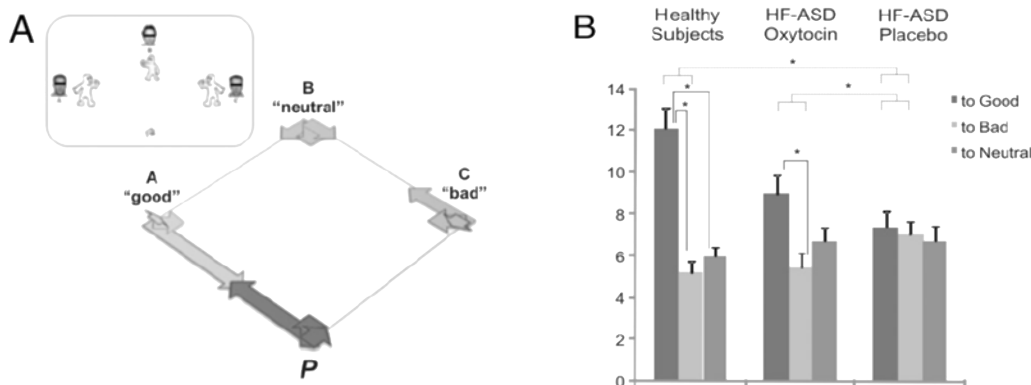 A
B
"neutral"
A
"good"
C
"bad"
P
B
Healthy
Subjects
HF-ASD
Oxytocin
HF-ASD
Placebo
*
*
*
*
*
14
12
10
8
6
4
2
0
to Good
to Bad
to Neutral